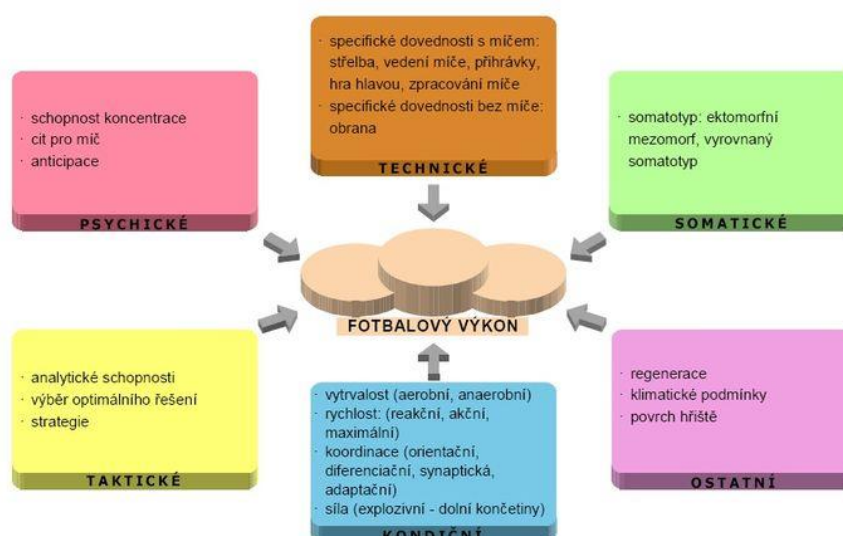 · schopnost koncentrace
· cit pro míč
· anticipace
PSYCHICKÉ
· specifické dovednosti s míčem:
střelba, vedení míče, přihrávky,
hra hlavou, zpracování míče
· specifické dovednosti bez míče:
obrana
TECHNICKÉ
· somatotyp: ektomorfní
mezomorf, vyrovnaný
somatotyp
SOMATICKÉ
FOTBALOVÝ VÝKON
· analytické schopnosti
· výběr optimálního řešení
· strategie
TAKTICKÉ
· vytrvalost (aerobní, anaerobní)
· rychlost: (reakční, akční,
maximální)
· koordinace (orientační,
diferenciační, synaptická,
adaptační)
· síla (explozivní - dolní končetiny)
KONDIČNÍ
· regenerace
· klimatické podmínky
· povrch hřiště
OSTATNÍ